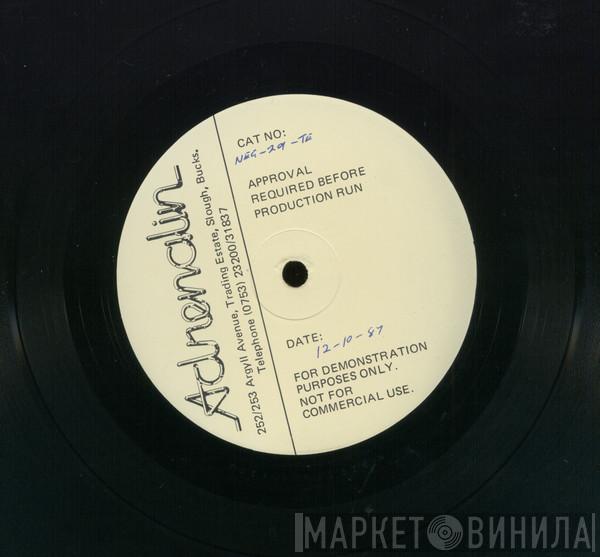 Adrenalin
252/253 Argyll Avenue, Trading Estate, Slough, Bucks.
Telephone (0753) 23200/31837
CAT NO:
NEG-29-TE
APPROVAL
REQUIRED BEFORE
PRODUCTION RUN
DATE:
12-10-87
FOR DEMONSTRATION
PURPOSES ONLY.
NOT FOR
COMMERCIAL USE.
МАРКЕТ ВИНИЛА